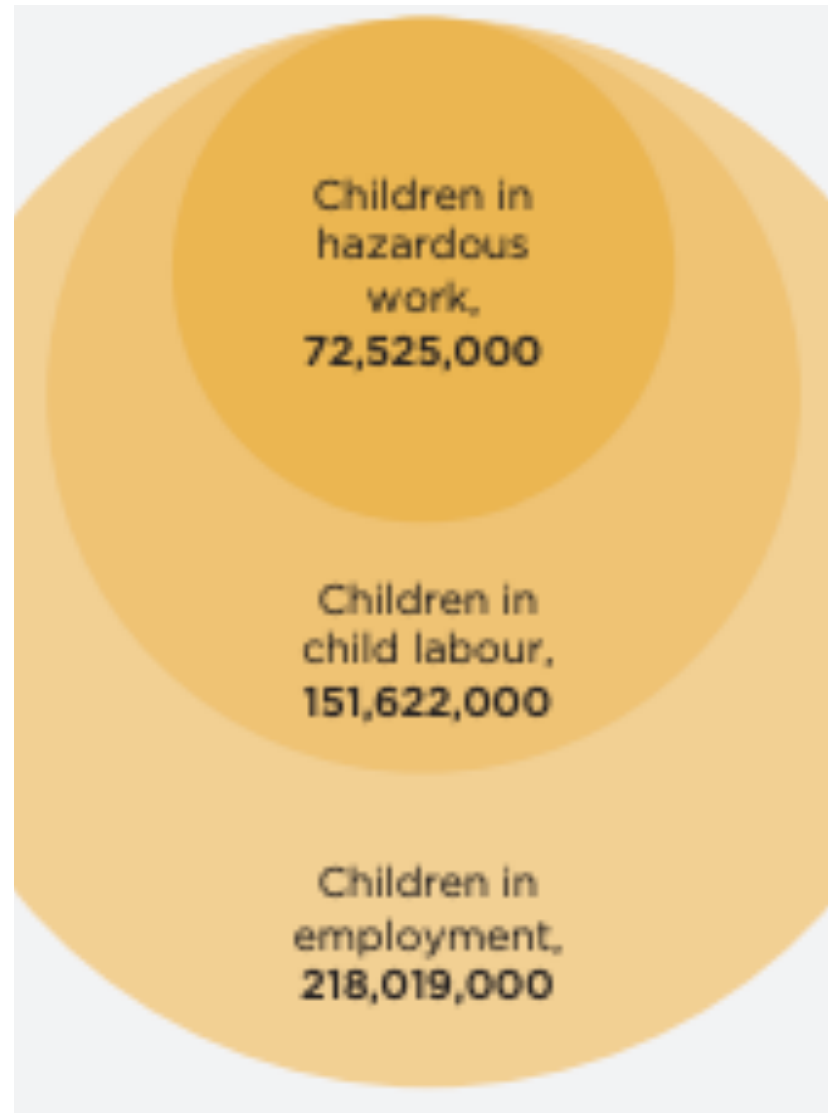 Children in
hazardous
work,
72,525,000
Children in
child labour,
151,622,000
Children in
employment,
218,019,000